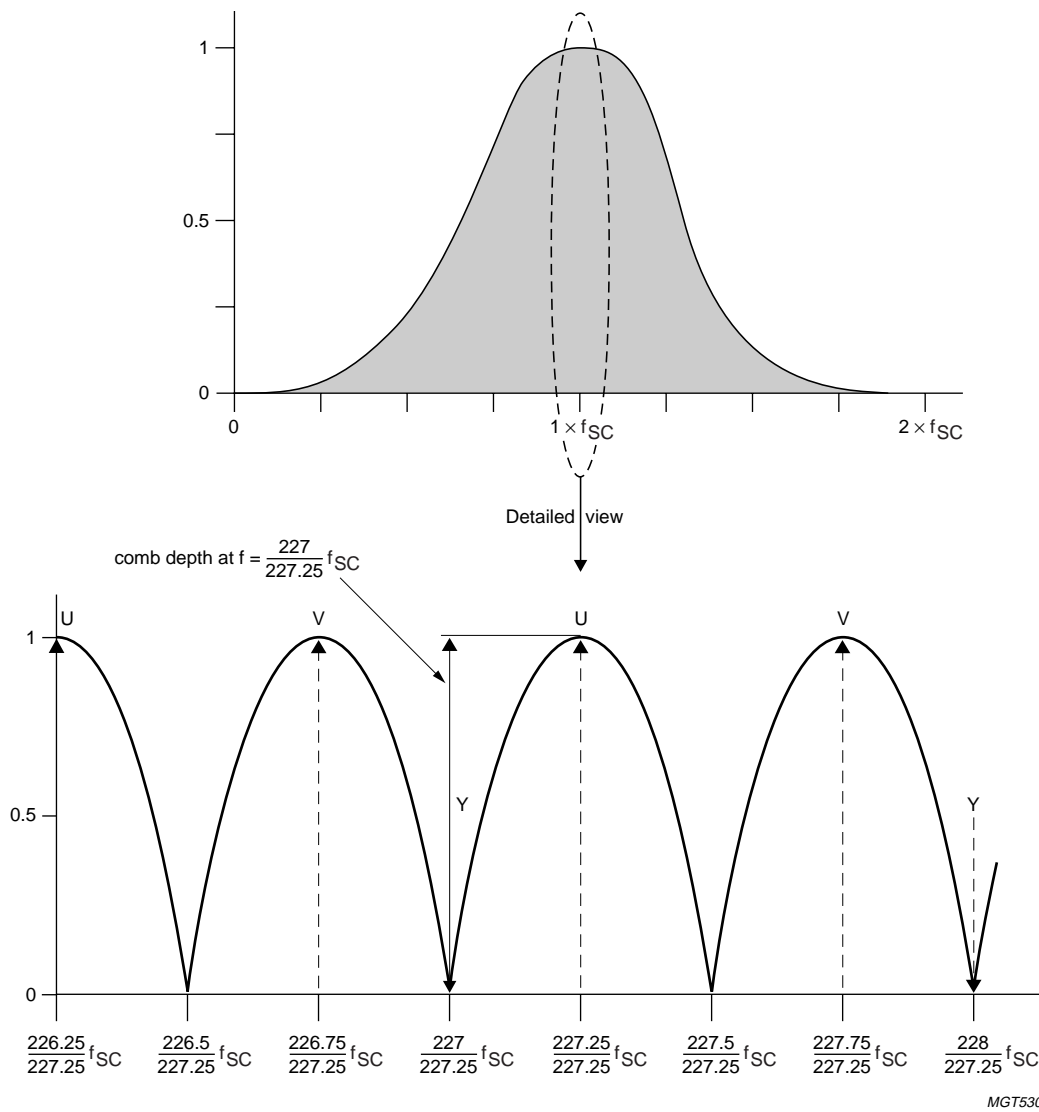 1
0.5
0
0
1 × fSC
2 × fSC
Detailed view
comb depth at f = 227/227.25 fSC
U
V
U
V
1
Y
Y
0.5
0
226.25/227.25 fSC
226.5/227.25 fSC
226.75/227.25 fSC
227/227.25 fSC
227.25/227.25 fSC
227.5/227.25 fSC
227.75/227.25 fSC
228/227.25 fSC
MGT530